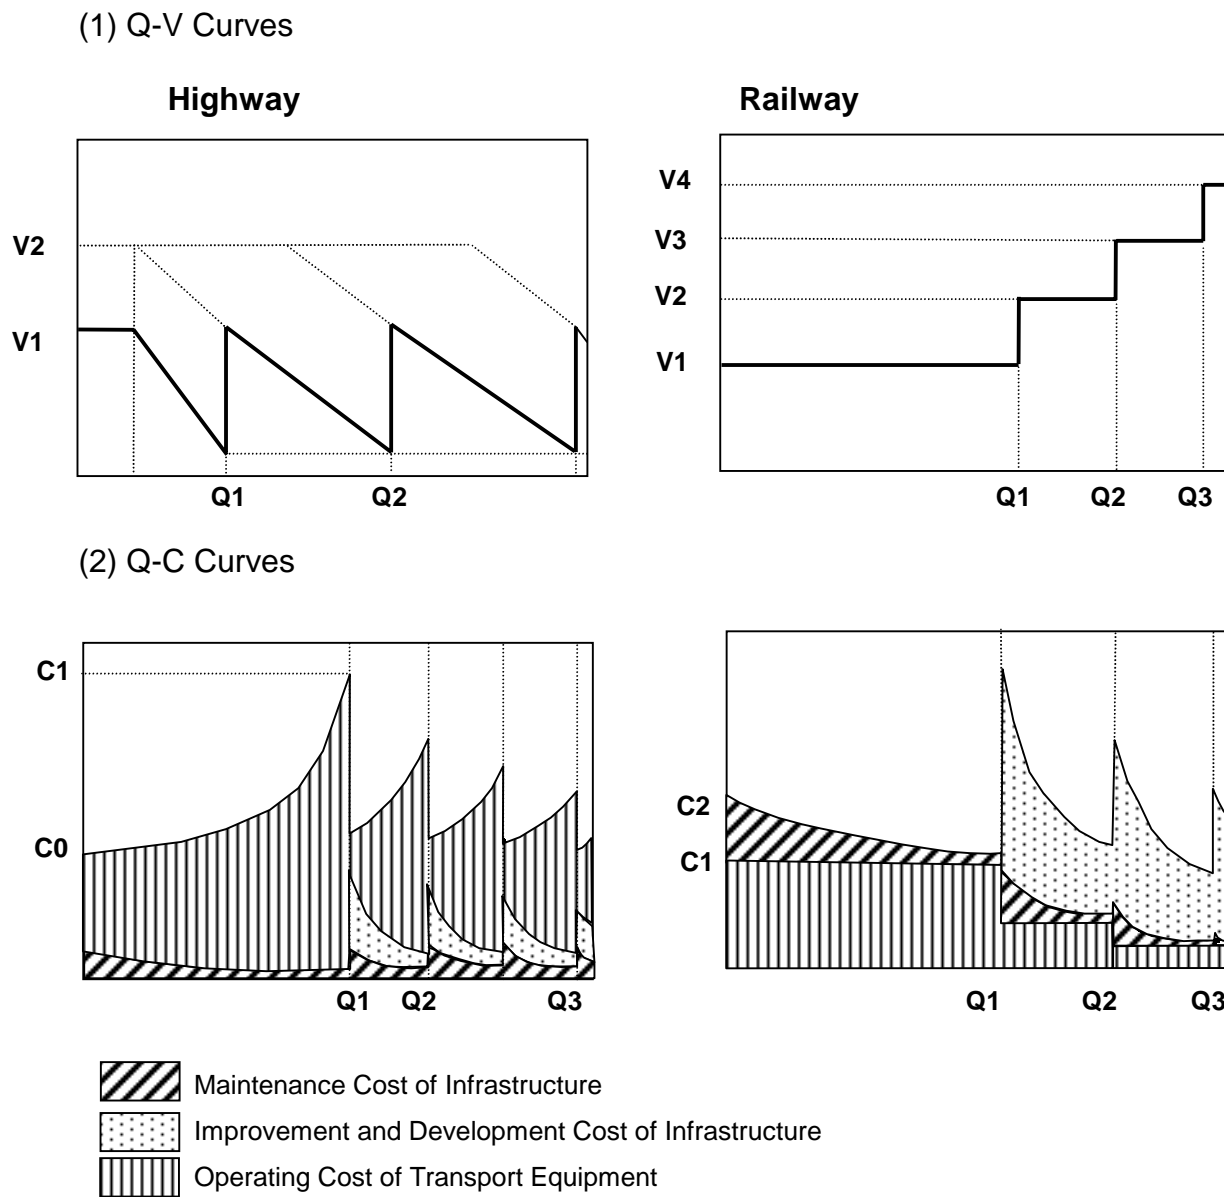 (1) Q-V Curves
Highway
Railway
V2
V1
Q1
Q2
V4
V3
V2
V1
Q1
Q2
Q3
(2) Q-C Curves
C1
C0
Q1
Q2
Q3
C2
C1
Q1
Q2
Q3
Maintenance Cost of Infrastructure
Improvement and Development Cost of Infrastructure
Operating Cost of Transport Equipment